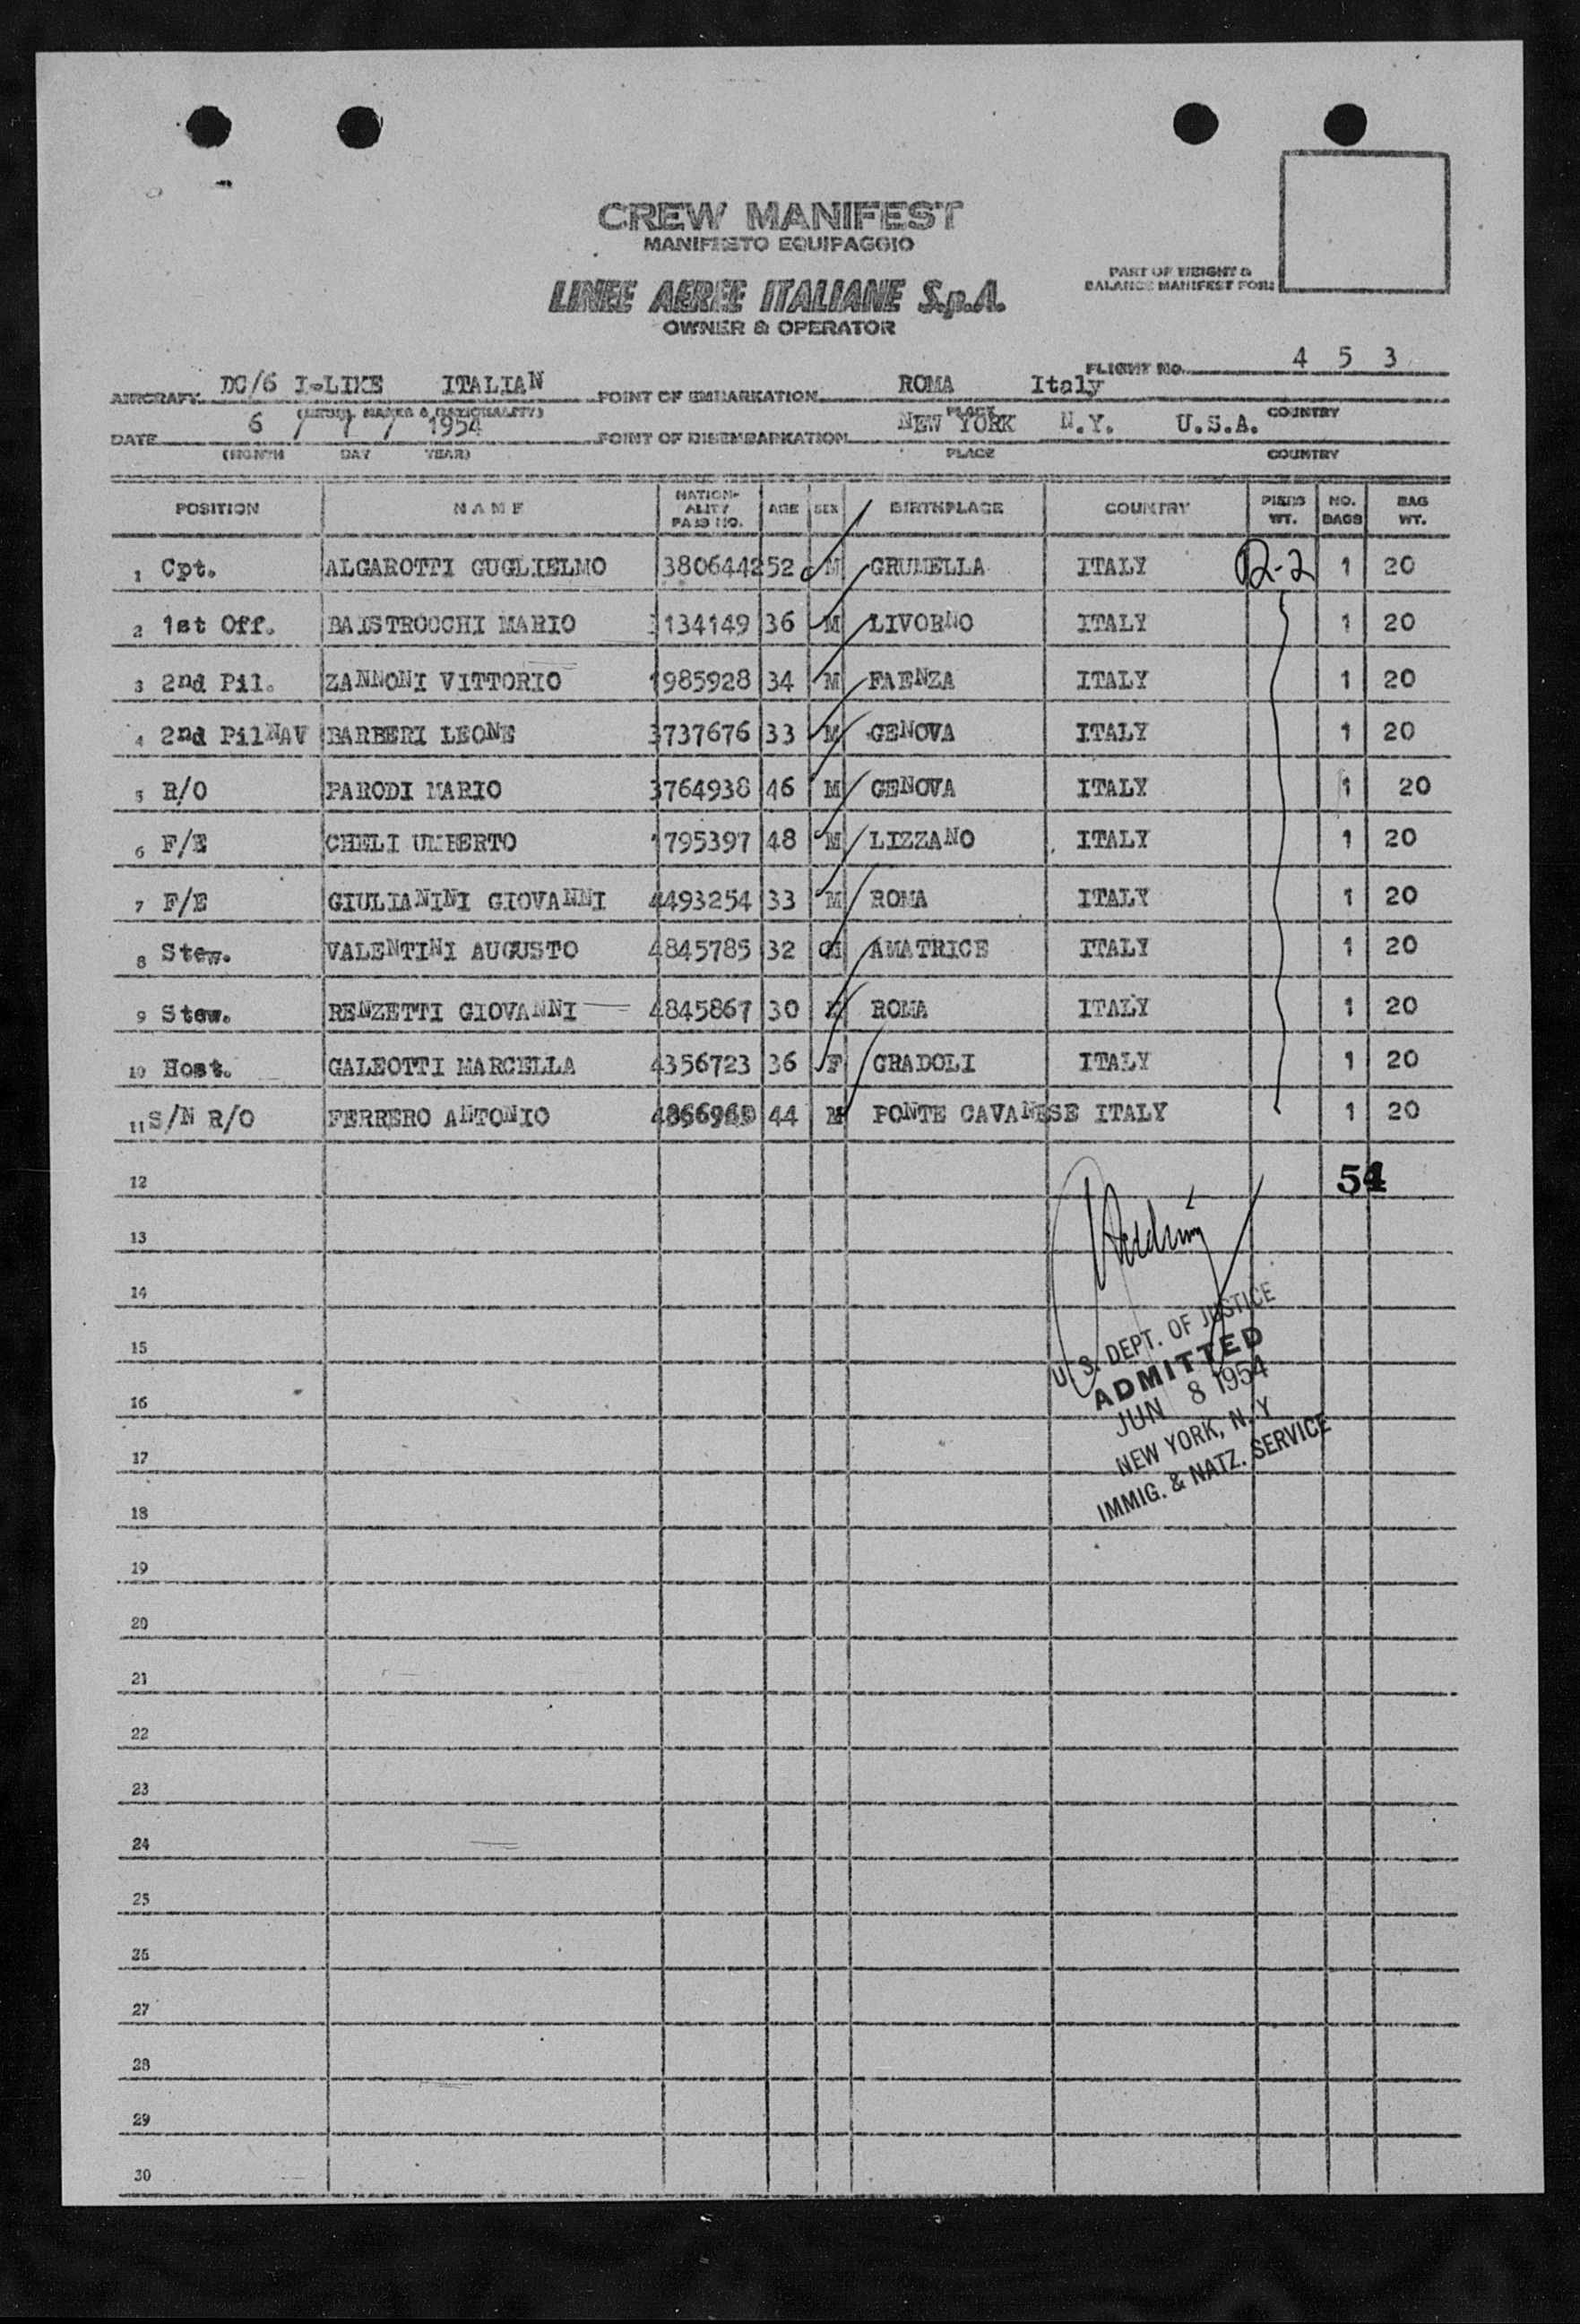 CREW MANIFEST
MANIFESTO EQUIPAGGIO
LINEE AEREE ITALIANE S.p.A.
OWNER & OPERATOR
PART OF WEIGHT &
BALANCE MANIFEST FOR:
FLIGHT NO. 4 5 3
AIRCRAFT DC/6 I-LIKE ITALIAN POINT OF EMBARKATION ROMA Italy
(REGIS. MARKS & NATIONALITY) PLACE COUNTRY
DATE 6 / 7 / 1954 POINT OF DISEMBARKATION NEW YORK N.Y. U.S.A.
(MONTH DAY YEAR) PLACE COUNTRY
POSITION NAME NATION-ALITY PASS NO. AGE SEX BIRTHPLACE COUNTRY WT. NO. BAGS BAG WT.
1 Cpt. ALGAROTTI GUGLIELMO 3806442 52 M GRUMELLA ITALY D-2 1 20
2 1st Off. BAISTROCCHI MARIO 3134149 36 M LIVORNO ITALY 1 20
3 2nd Pil. ZANNONI VITTORIO 1985928 34 M FAENZA ITALY 1 20
4 2nd PilNAV BARBERI LEONE 3737676 33 M GENOVA ITALY 1 20
5 R/O PARODI MARIO 3764938 46 M GENOVA ITALY 1 20
6 F/E CHELI UMBERTO 1795397 48 M LIZZANO ITALY 1 20
7 F/E GIULIANINI GIOVANNI 4493254 33 M ROMA ITALY 1 20
8 Stew. VALENTINI AUGUSTO 4845785 32 M AMATRICE ITALY 1 20
9 Stew. RENZETTI GIOVANNI 4845867 30 M ROMA ITALY 1 20
10 Host. GALEOTTI MARCELLA 4356723 36 F GRADOLI ITALY 1 20
11 S/N R/O FERRERO ANTONIO 44 M PONTE CAVANESE ITALY 1 20
12 54
13
14
15
16
17
18
19
20
21
22
23
24
25
26
27
28
29
30
U. S. DEPT. OF JUSTICE
ADMITTED
JUN 8 1954
NEW YORK, N.Y
IMMIG. & NATZ. SERVICE